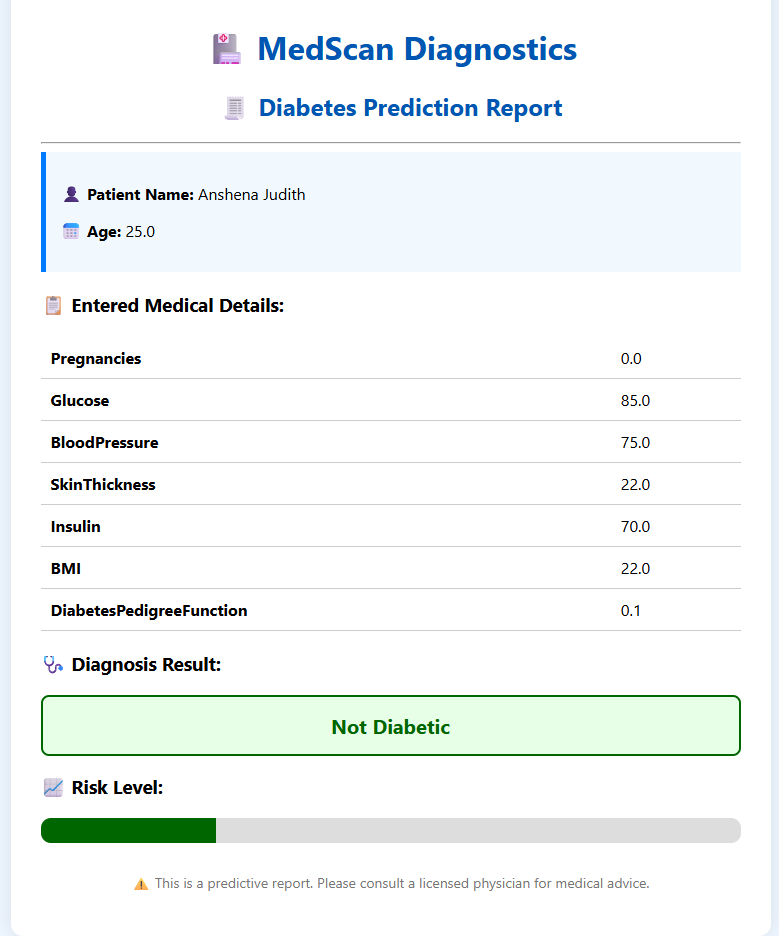 MedScan Diagnostics
Diabetes Prediction Report
Patient Name: Anshena Judith
Age: 25.0
Entered Medical Details:
Pregnancies 0.0
Glucose 85.0
BloodPressure 75.0
SkinThickness 22.0
Insulin 70.0
BMI 22.0
DiabetesPedigreeFunction 0.1
Diagnosis Result:
Not Diabetic
Risk Level:
This is a predictive report. Please consult a licensed physician for medical advice.